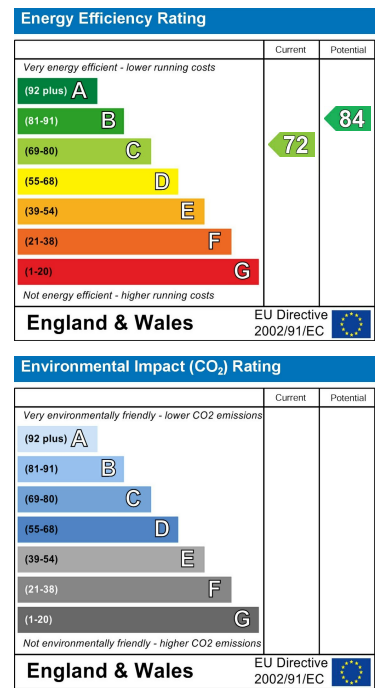 Energy Efficiency Rating
Current Potential
Very energy efficient - lower running costs
(92 plus) A
(81-91) B
84
(69-80) C
72
(55-68) D
(39-54) E
(21-38) F
(1-20) G
Not energy efficient - higher running costs
England & Wales
EU Directive
2002/91/EC
Environmental Impact (CO₂) Rating
Current Potential
Very environmentally friendly - lower CO2 emissions
(92 plus) A
(81-91) B
(69-80) C
(55-68) D
(39-54) E
(21-38) F
(1-20) G
Not environmentally friendly - higher CO2 emissions
England & Wales
EU Directive
2002/91/EC